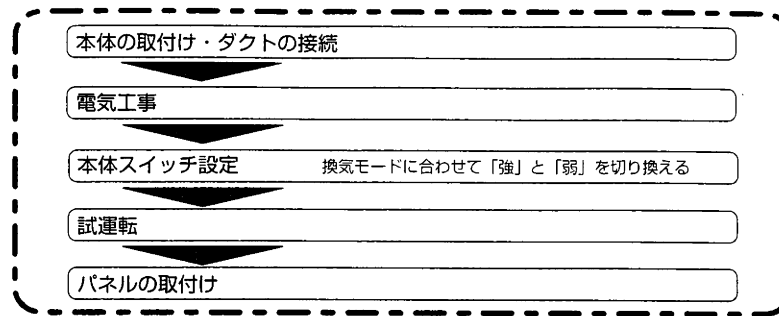 本体の取付け・ダクトの接続
電気工事
本体スイッチ設定　換気モードに合わせて「強」と「弱」を切り換える
試運転
パネルの取付け